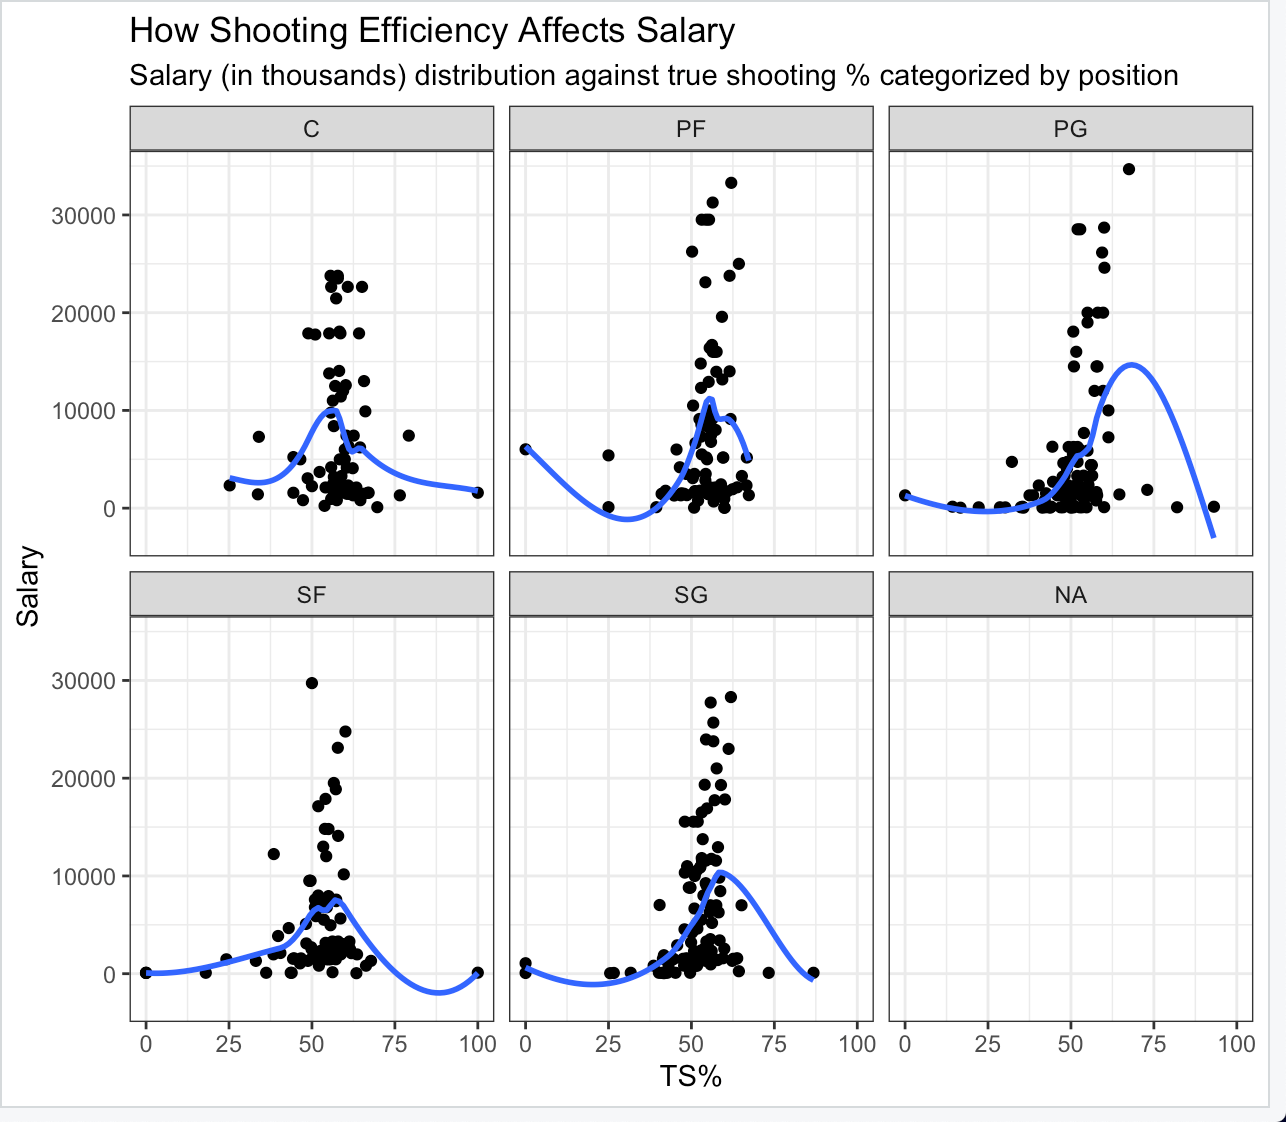 How Shooting Efficiency Affects Salary
Salary (in thousands) distribution against true shooting % categorized by position
C PF PG
30000
20000
10000
0
Salary
SF SG NA
30000
20000
10000
0
0 25 50 75 100 0 25 50 75 100 0 25 50 75 100
TS%